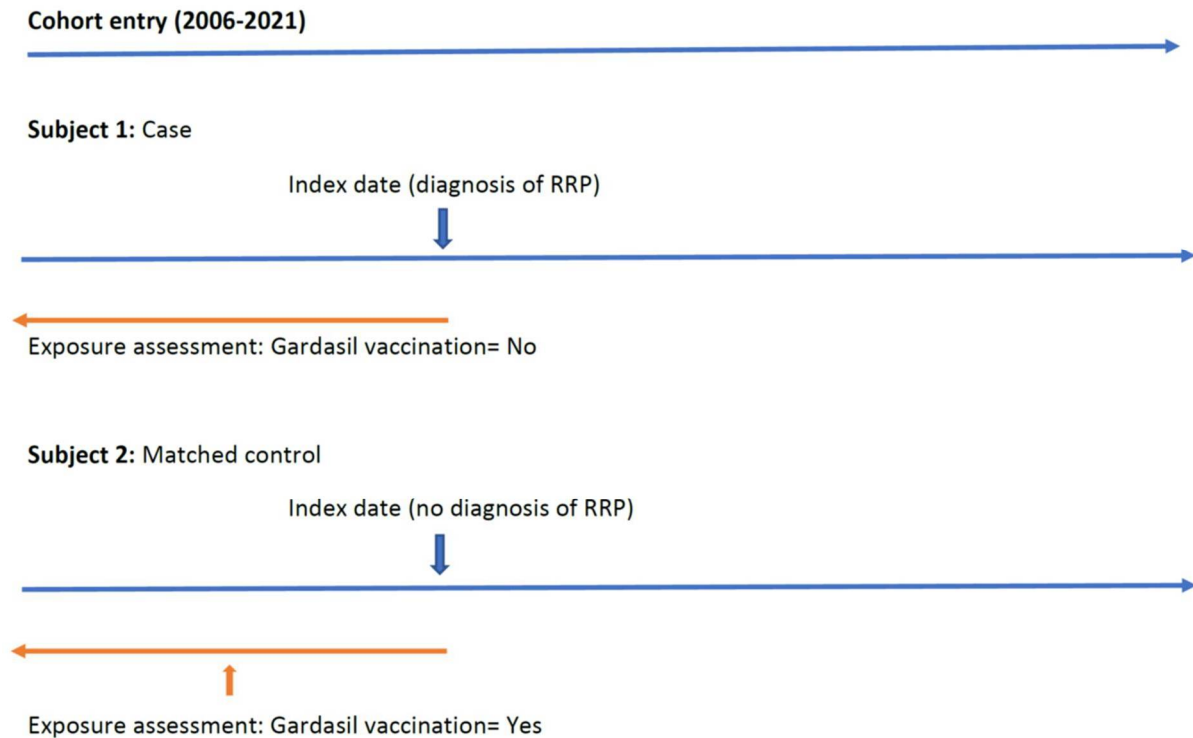 Cohort entry (2006-2021)
Subject 1: Case
Index date (diagnosis of RRP)
Exposure assessment: Gardasil vaccination= No
Subject 2: Matched control
Index date (no diagnosis of RRP)
Exposure assessment: Gardasil vaccination= Yes